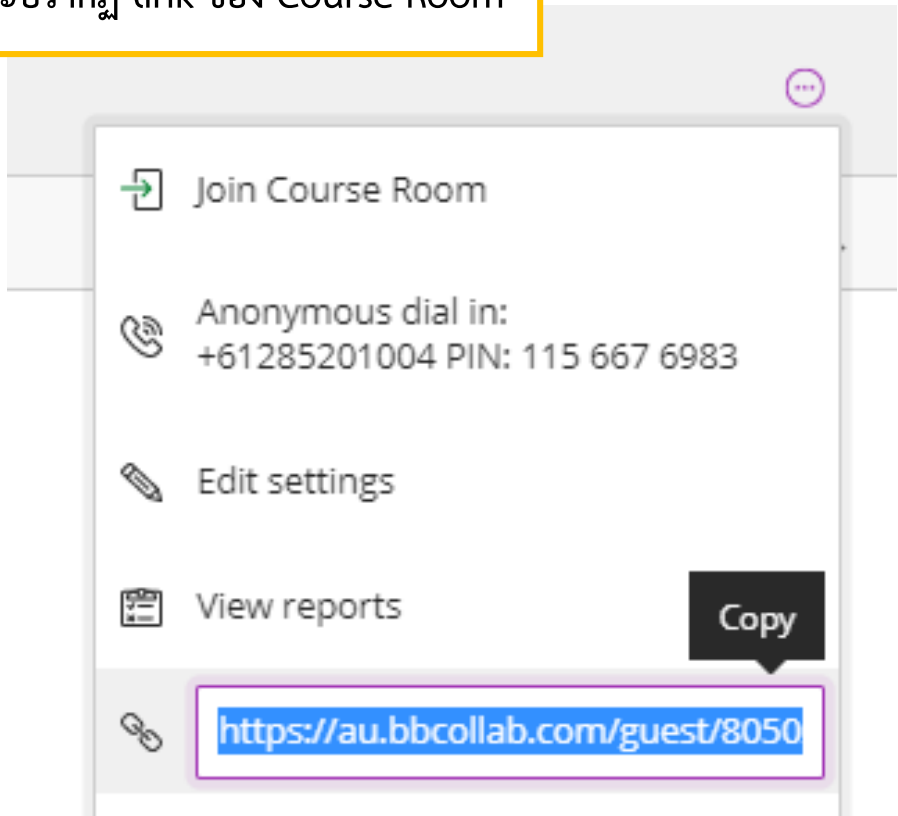 link ของ Course Room
Join Course Room
Anonymous dial in:
+61285201004 PIN: 115 667 6983
Edit settings
View reports
Copy
https://au.bbcollab.com/guest/8050